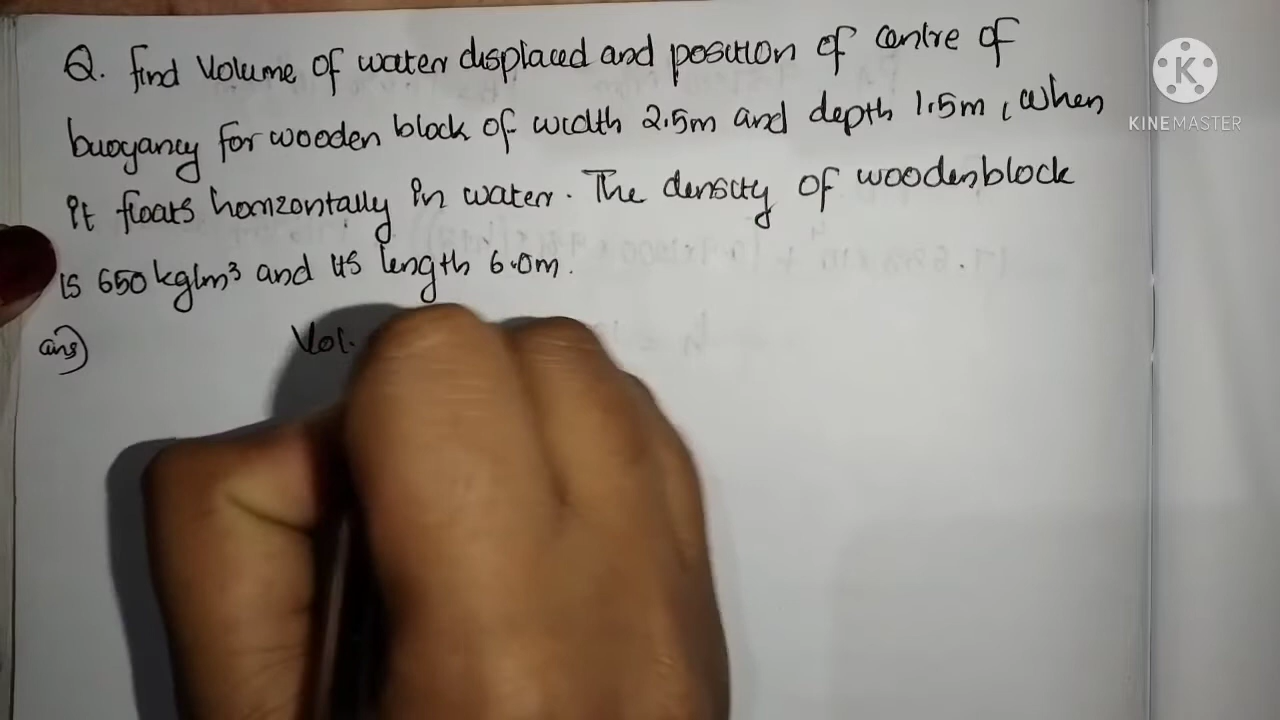 Q. find Volume of water displaced and position of centre of
buoyancy for wooden block of width 2.5m and depth 1.5m, when
it floats horizontally in water. The density of wooden block
is 650 kg/m³ and its length 6.0m.
ans) Vol.
K
KINEMASTER